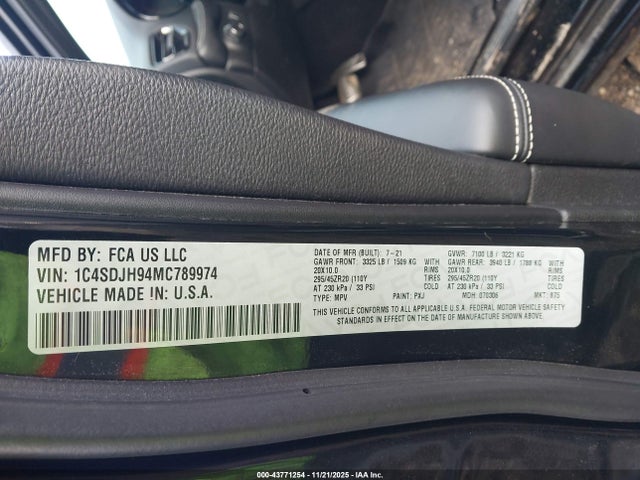 MFD BY: FCA US LLC
VIN: 1C4SDJH94MC789974
VEHICLE MADE IN: U.S.A.
DATE OF MFR (BUILT): 7-21 GVWR: 7100 LB / 3221 KG
GAWR FRONT: 3325 LB / 1509 KG GAWR REAR: 3940 LB / 1788 KG
20X10.0 RIMS 20X10.0 RIMS
295/45ZR20 (110Y TIRES 295/45ZR20 (110Y TIRES
AT 230 kPa / 33 PSI AT 230 kPa / 33 PSI
TYPE: MPV PAINT: PXJ MDH: 070306 MKT: 875
THIS VEHICLE CONFORMS TO ALL APPLICABLE U.S.A. FEDERAL MOTOR VEHICLE SAFETY
STANDARDS IN EFFECT ON THE DATE OF MANUFACTURE SHOWN ABOVE.
000-43771254 11/21/2025 IAA Inc.